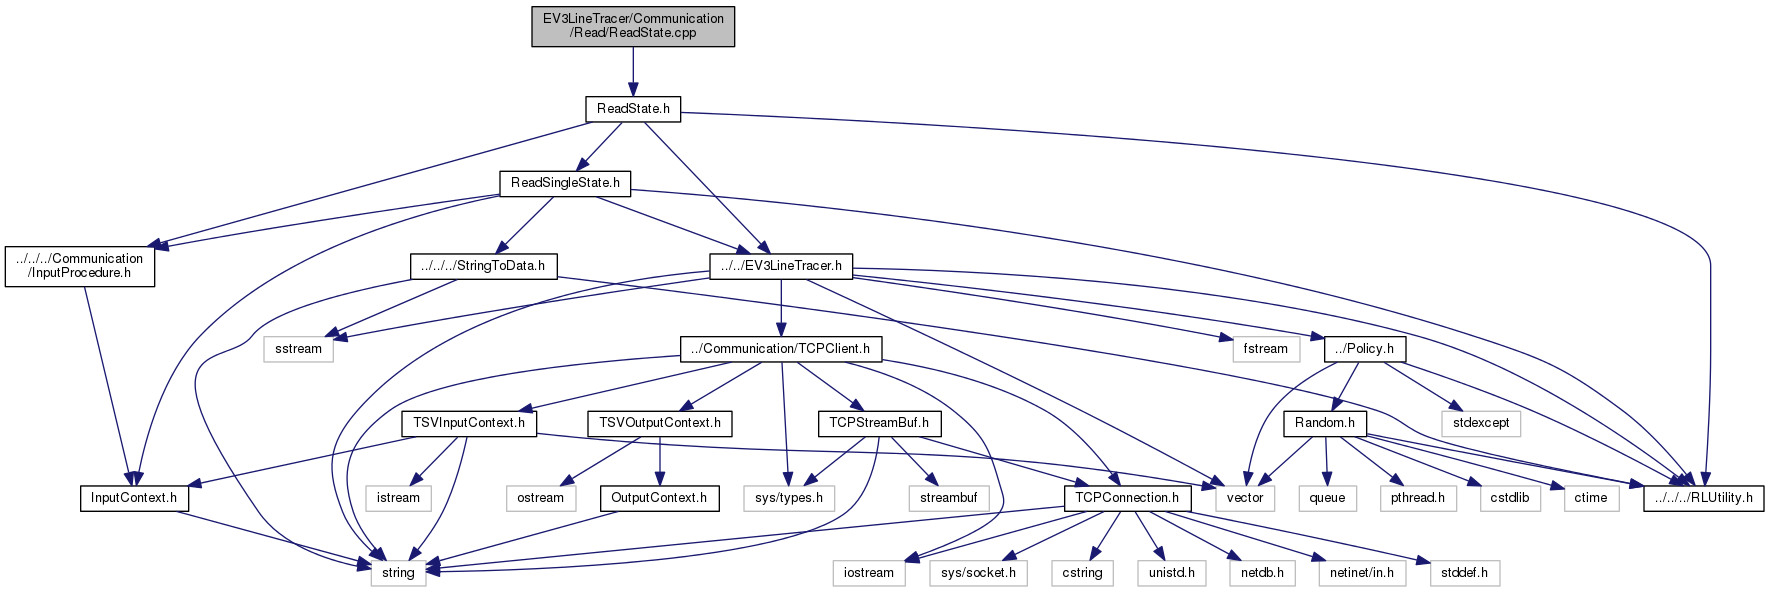 EV3LineTracer/Communication
/Read/ReadState.cpp
ReadState.h
ReadSingleState.h
../../../Communication
/InputProcedure.h
../../../StringToData.h
../../EV3LineTracer.h
sstream
../Communication/TCPClient.h
fstream
../Policy.h
TSVInputContext.h
TSVOutputContext.h
TCPStreamBuf.h
Random.h
stdexcept
InputContext.h
istream
ostream
OutputContext.h
sys/types.h
streambuf
TCPConnection.h
vector
queue
pthread.h
cstdlib
ctime
../../../RLUtility.h
string
iostream
sys/socket.h
cstring
unistd.h
netdb.h
netinet/in.h
stddef.h